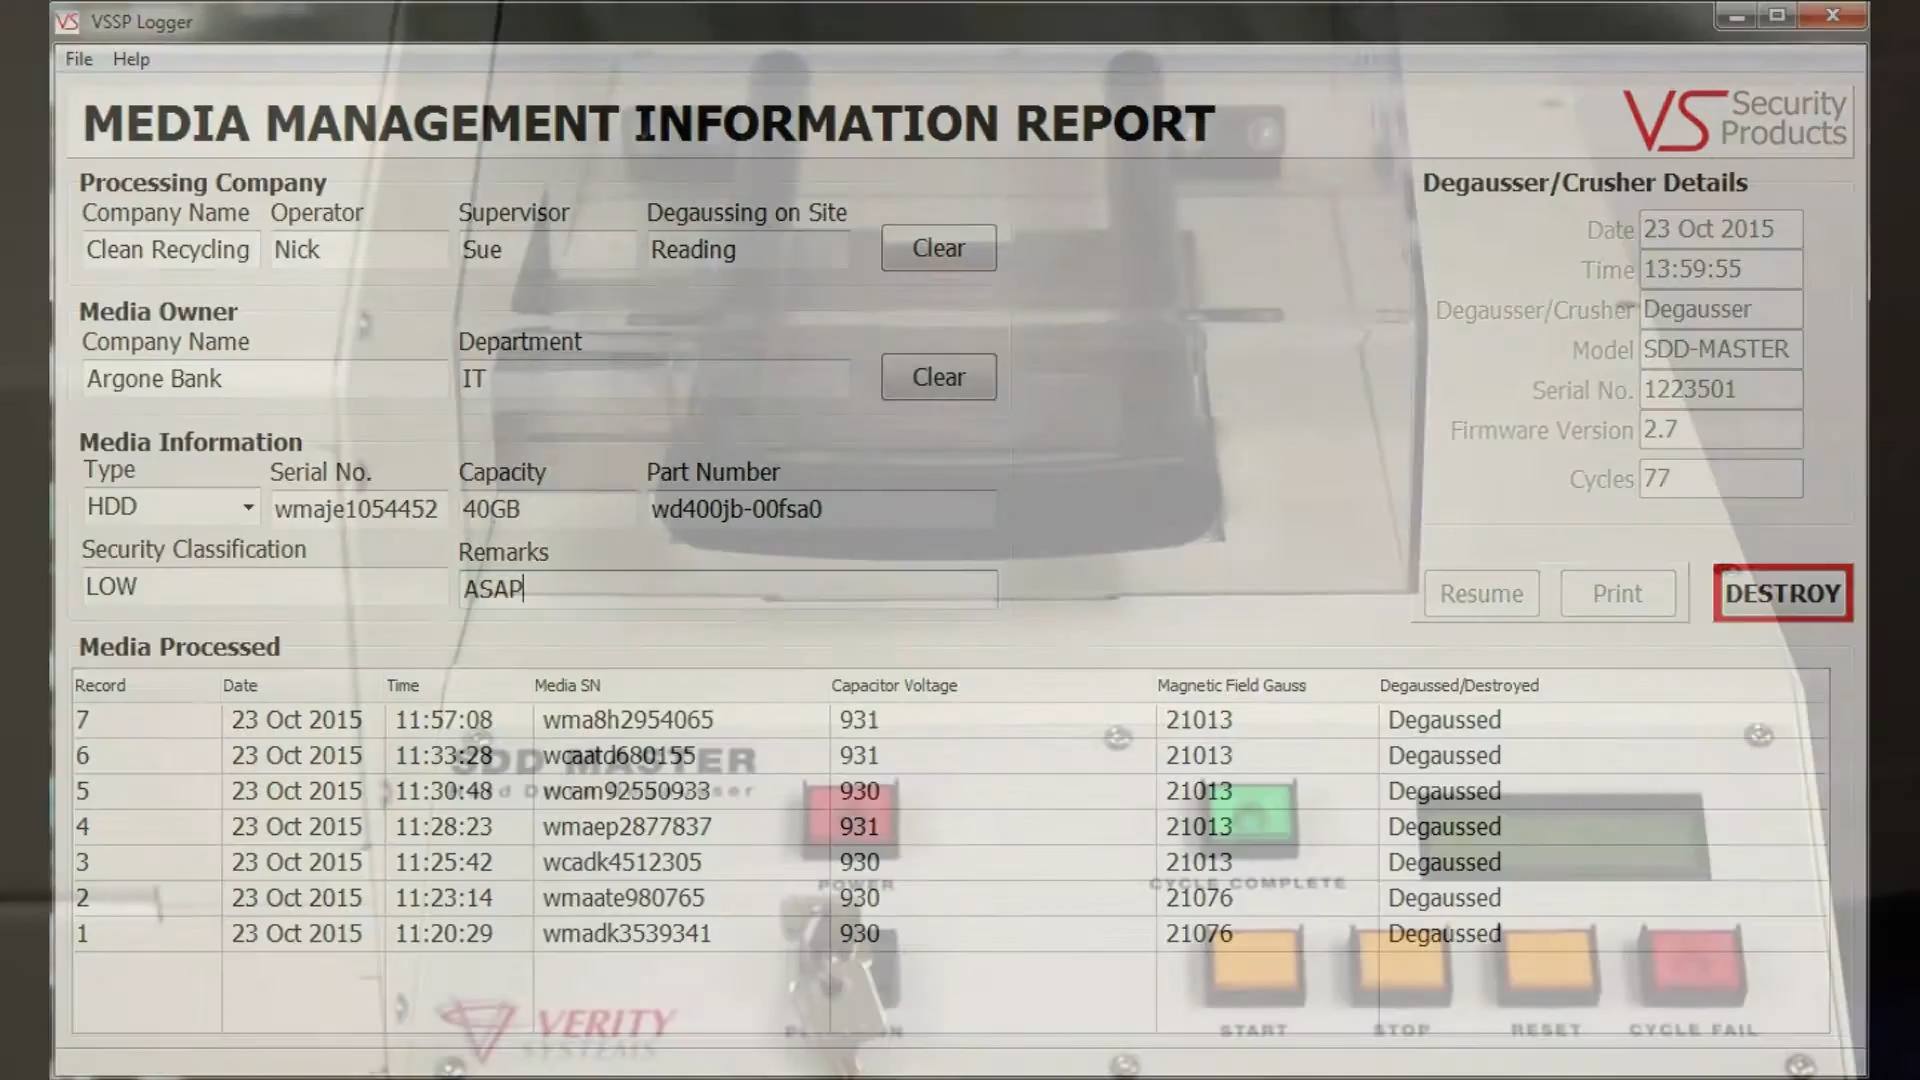 VS VSSP Logger
File Help
MEDIA MANAGEMENT INFORMATION REPORT
VS Security Products
Processing Company
Company Name Operator Supervisor Degaussing on Site
Clean Recycling Nick Sue Reading Clear
Media Owner
Company Name Department
Argone Bank IT Clear
Media Information
Type Serial No. Capacity Part Number
HDD wmaje1054452 40GB wd400jb-00fsa0
Security Classification Remarks
LOW ASAP
Degausser/Crusher Details
Date 23 Oct 2015
Time 13:59:55
Degausser/Crusher Degausser
Model SDD-MASTER
Serial No. 1223501
Firmware Version 2.7
Cycles 77
Resume Print DESTROY
Media Processed
Record Date Time Media SN Capacitor Voltage Magnetic Field Gauss Degaussed/Destroyed
7 23 Oct 2015 11:57:08 wma8h2954065 931 21013 Degaussed
6 23 Oct 2015 11:33:28 wcaatd680155 931 21013 Degaussed
5 23 Oct 2015 11:30:48 wcam92550933 930 21013 Degaussed
4 23 Oct 2015 11:28:23 wmaep2877837 931 21013 Degaussed
3 23 Oct 2015 11:25:42 wcadk4512305 930 21013 Degaussed
2 23 Oct 2015 11:23:14 wmaate980765 930 21076 Degaussed
1 23 Oct 2015 11:20:29 wmadk3539341 930 21076 Degaussed
SDD MASTER
POWER
CYCLE COMPLETE
VERITY
SYSTEMS
START STOP RESET CYCLE FAIL